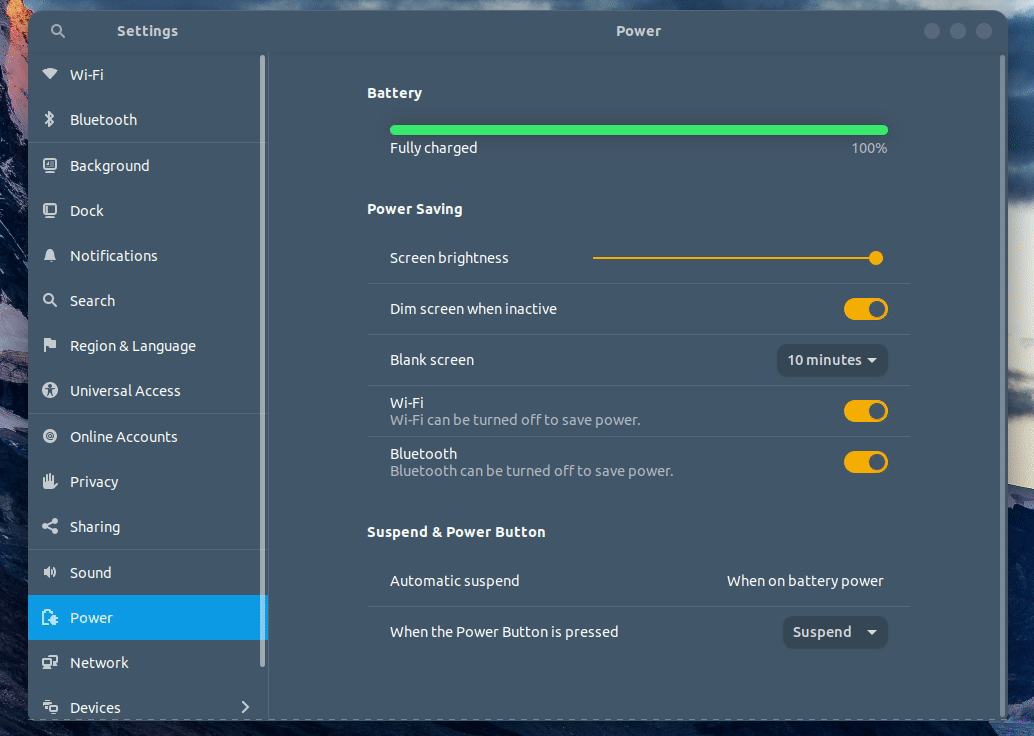 Settings
Power
Wi-Fi
Bluetooth
Background
Dock
Notifications
Search
Region & Language
Universal Access
Online Accounts
Privacy
Sharing
Sound
Power
Network
Devices
Battery
Fully charged 100%
Power Saving
Screen brightness
Dim screen when inactive
Blank screen 10 minutes
Wi-Fi
Wi-Fi can be turned off to save power.
Bluetooth
Bluetooth can be turned off to save power.
Suspend & Power Button
Automatic suspend When on battery power
When the Power Button is pressed Suspend